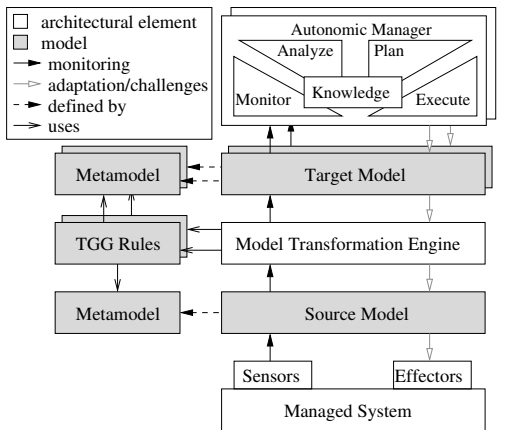 architectural element
model
monitoring
adaptation/challenges
defined by
uses
Autonomic Manager
Analyze Plan
Monitor Knowledge Execute
Metamodel Target Model
TGG Rules Model Transformation Engine
Metamodel Source Model
Sensors Effectors
Managed System